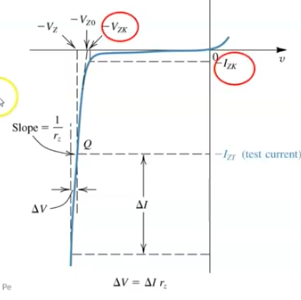 −V_Z −V_Z0 −V_ZK
0 v
−I_ZK
Slope = 1/r_z
Q
−I_ZT (test current)
ΔV ΔI
ΔV = ΔI r_z
Pe